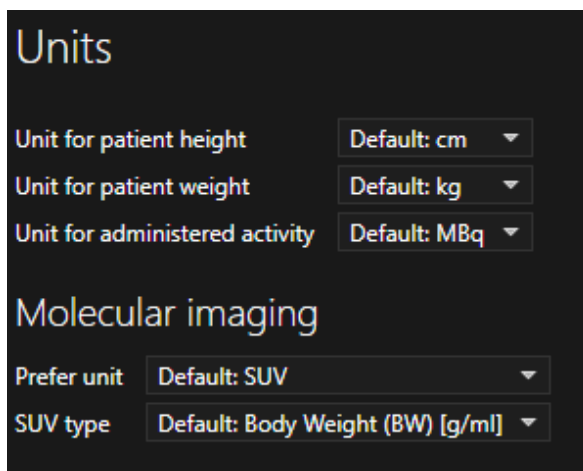 Units
Unit for patient height Default: cm
Unit for patient weight Default: kg
Unit for administered activity Default: MBq
Molecular imaging
Prefer unit Default: SUV
SUV type Default: Body Weight (BW) [g/ml]